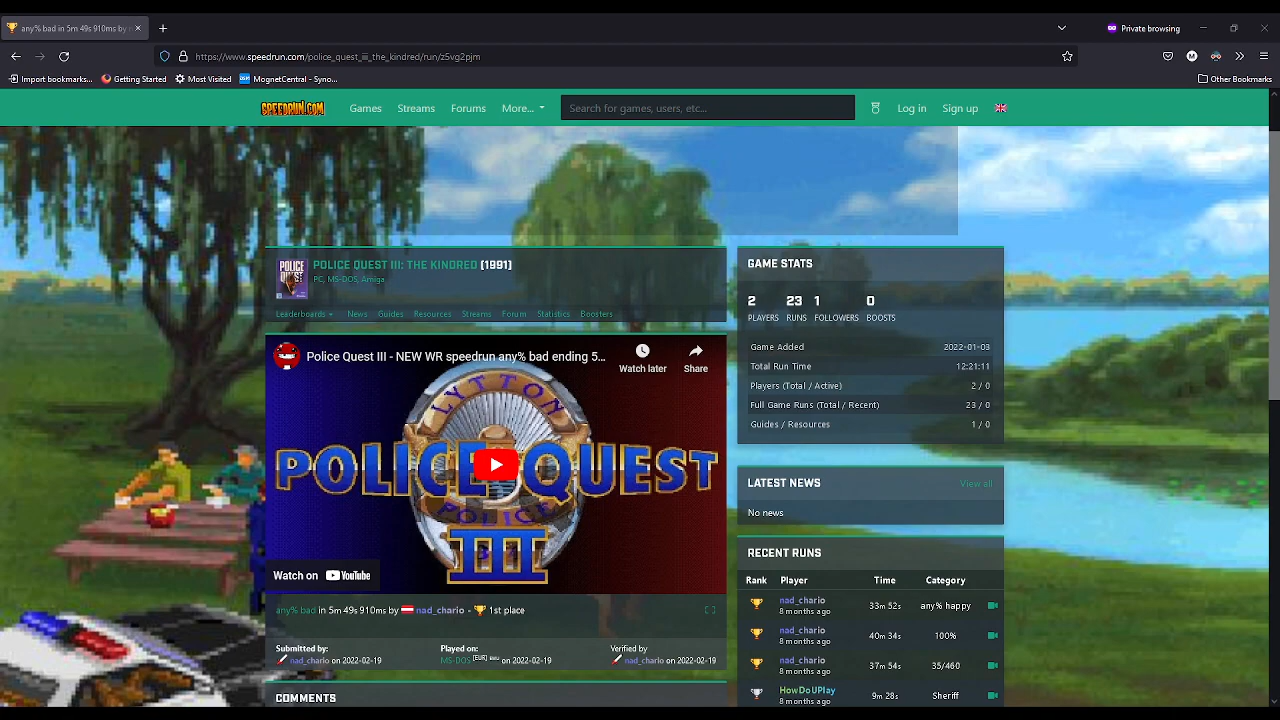 any% bad in 5m 49s 910ms by
Private browsing
https://www.speedrun.com/police_quest_iii_the_kindred/run/z5vg2pjm
Import bookmarks...
Getting Started
Most Visited
MognetCentral - Syno...
Other Bookmarks
SPEEDRUN.COM
Games
Streams
Forums
More...
Search for games, users, etc...
Log in
Sign up
POLICE QUEST
POLICE QUEST III: THE KINDRED (1991)
PC, MS-DOS, Amiga
Leaderboards
News
Guides
Resources
Streams
Forum
Statistics
Boosters
Police Quest III - NEW WR speedrun any% bad ending 5...
Watch later
Share
LYTTON
POLICE QUEST
POLICE
III
Watch on YouTube
any% bad in 5m 49s 910ms by nad_chario - 1st place
Submitted by:
nad_chario on 2022-02-19
Played on:
MS-DOS [EUR] EMU on 2022-02-19
Verified by
nad_chario on 2022-02-19
COMMENTS
GAME STATS
2 23 1 0
PLAYERS RUNS FOLLOWERS BOOSTS
Game Added 2022-01-03
Total Run Time 12:21:11
Players (Total / Active) 2 / 0
Full Game Runs (Total / Recent) 23 / 0
Guides / Resources 1 / 0
LATEST NEWS View all
No news
RECENT RUNS
Rank Player Time Category
nad_chario 33m 52s any% happy
8 months ago
nad_chario 40m 34s 100%
8 months ago
nad_chario 37m 54s 35/460
8 months ago
HowDoUPlay 9m 28s Sheriff
8 months ago